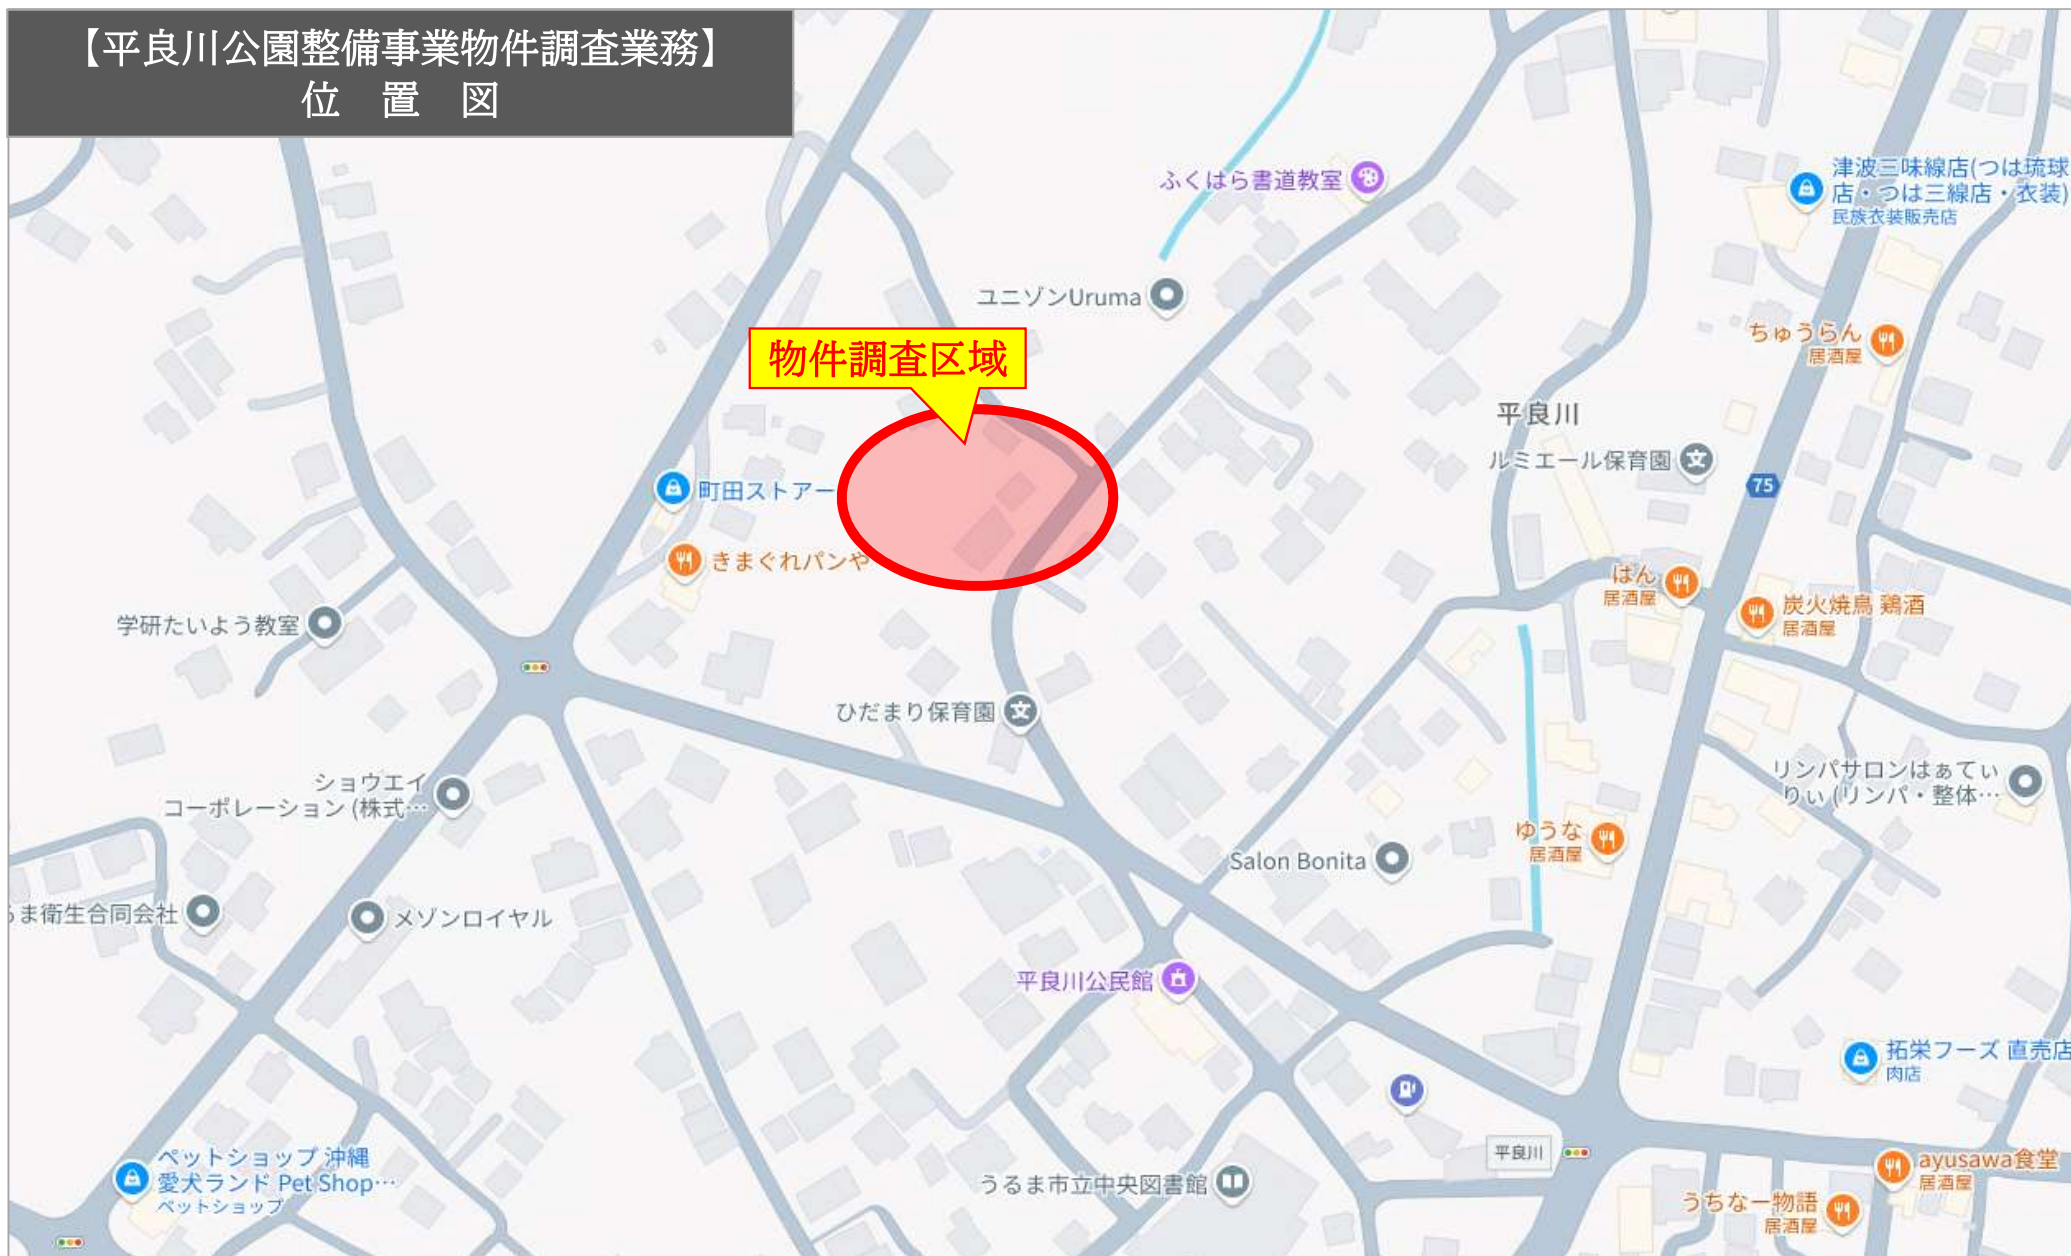 【平良川公園整備事業物件調査業務】
位 置 図
ふくはら書道教室
津波三味線店(つは琉球
店・つは三線店・衣装)
民族衣装販売店
ユニゾンUruma
ちゅうらん
居酒屋
物件調査区域
平良川
ルミエール保育園
75
町田ストアー
きまぐれパンや
はん
居酒屋
炭火焼鳥 鶏酒
居酒屋
学研たいよう教室
ひだまり保育園
ショウエイ
コーポレーション (株式…
リンパサロンはぁてぃ
りぃ (リンパ・整体…
ゆうな
居酒屋
Salon Bonita
ま衛生合同会社
メゾンロイヤル
平良川公民館
拓栄フーズ 直売店
肉店
平良川
ペットショップ 沖縄
愛犬ランド Pet Shop…
ペットショップ
うるま市立中央図書館
ayusawa食堂
居酒屋
うちなー物語
居酒屋